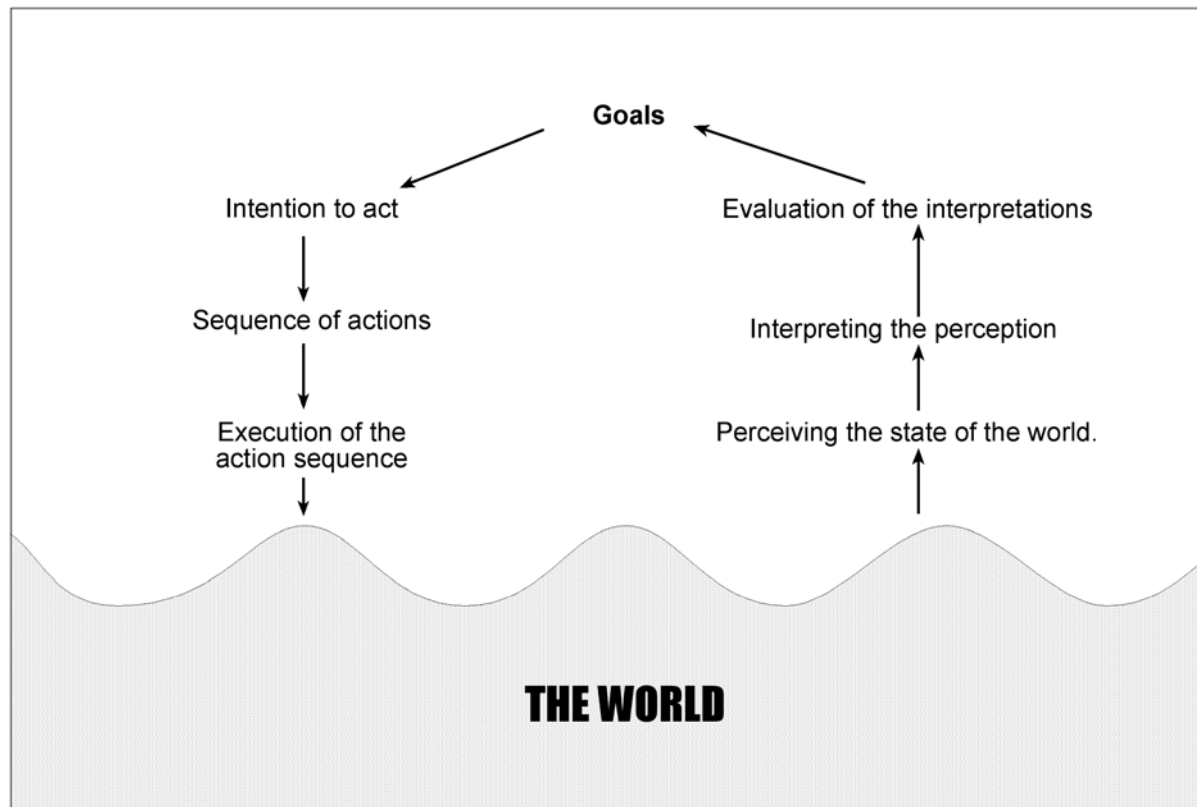 Goals
Intention to act
Sequence of actions
Execution of the
action sequence
Evaluation of the interpretations
Interpreting the perception
Perceiving the state of the world.
THE WORLD